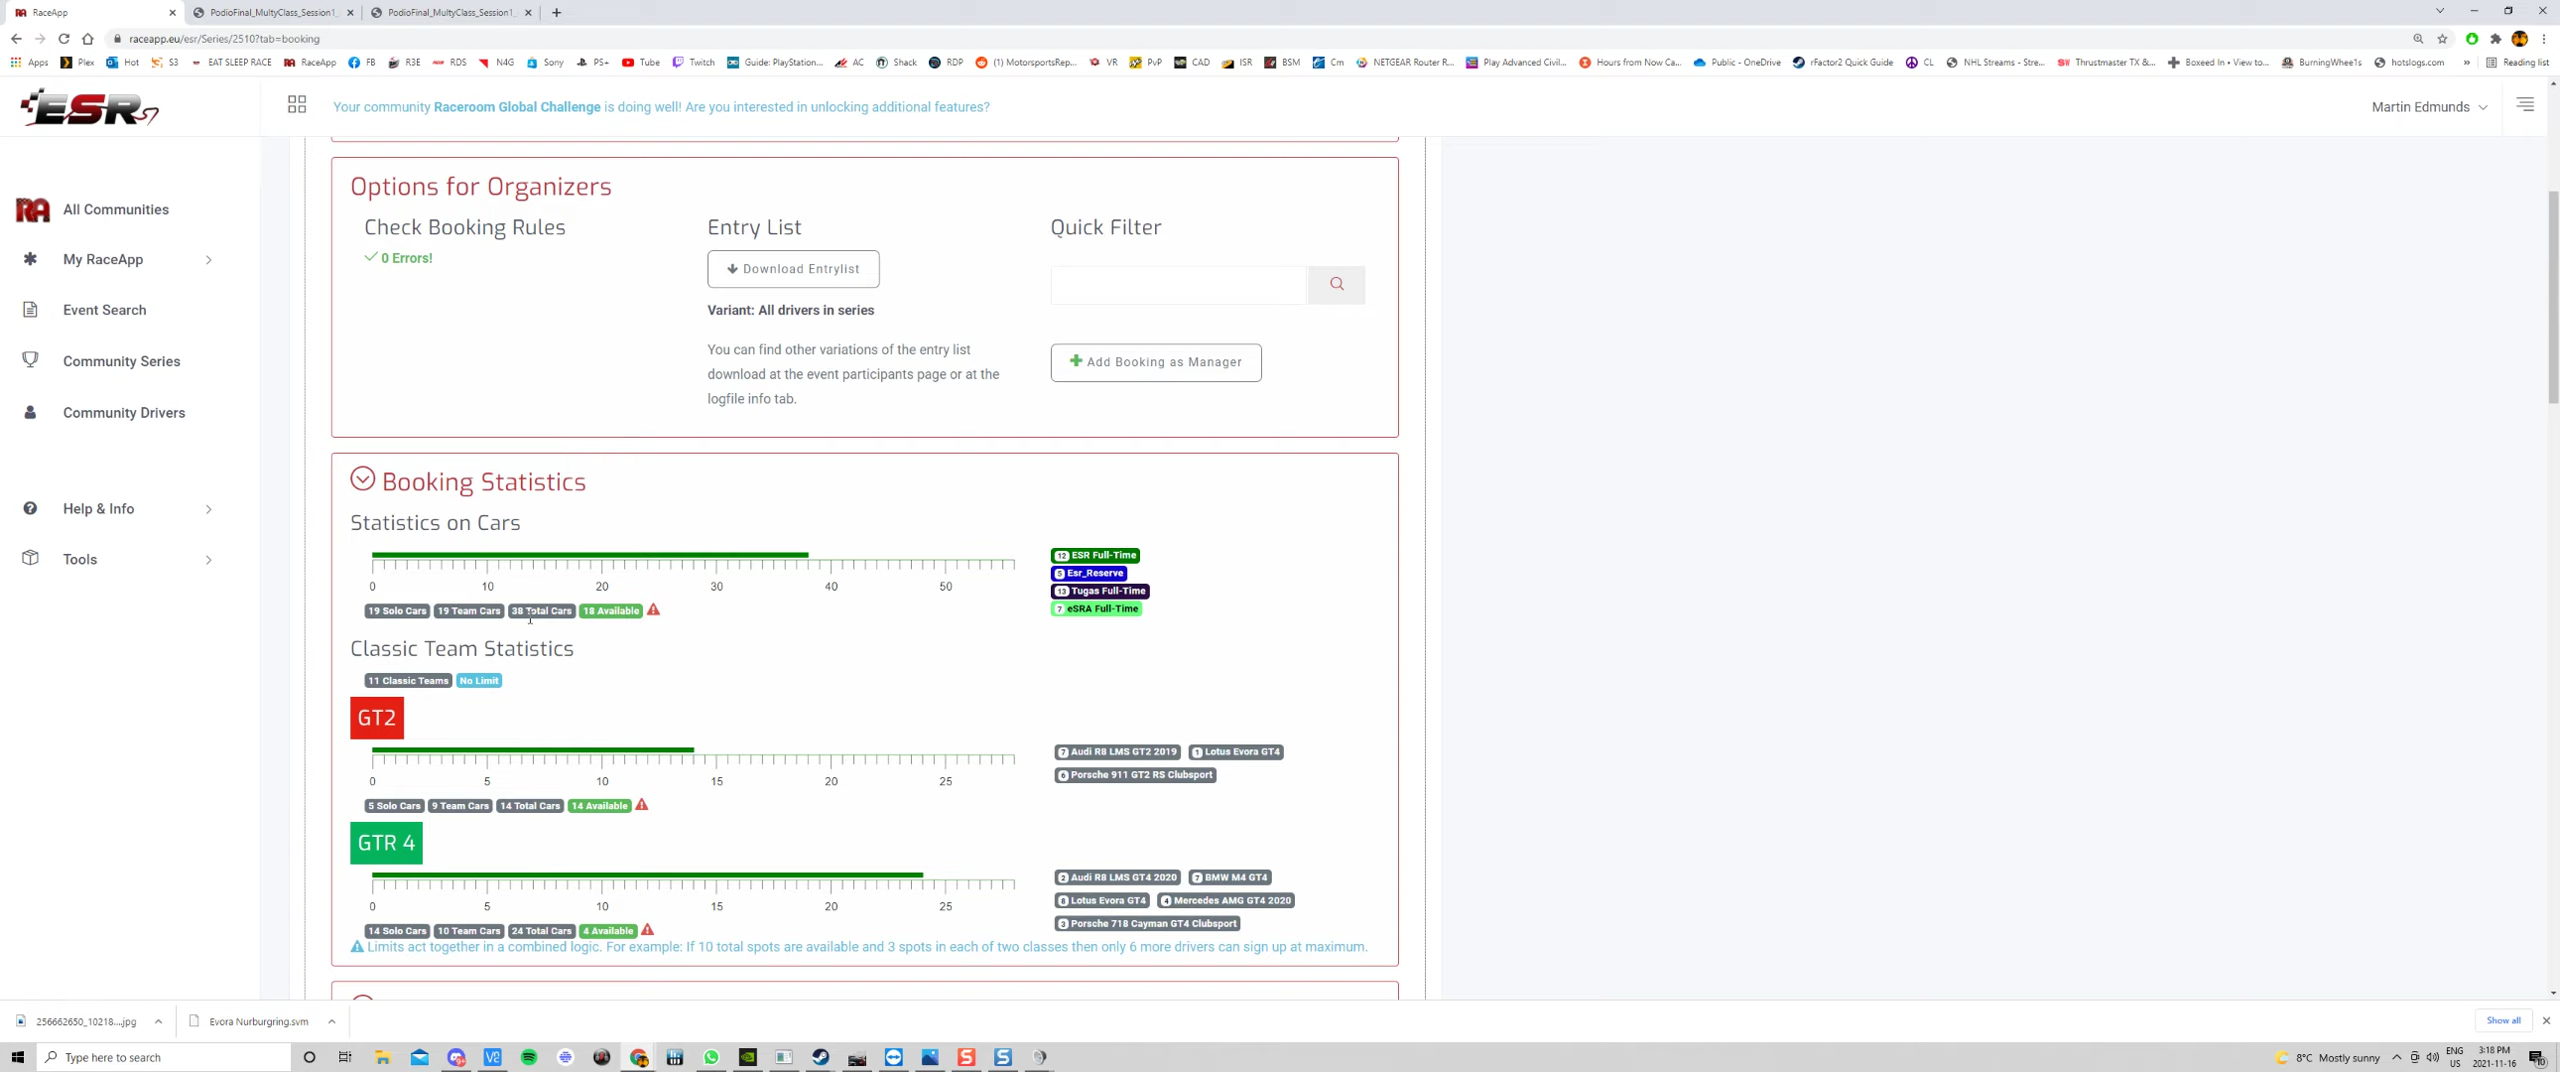 RaceApp
PodioFinal_MultyClass_Session1_
PodioFinal_MultyClass_Session1_
raceapp.eu/esr/Series/2510?tab=booking
Apps Plex Hot S3 EAT SLEEP RACE RaceApp FB R3E RDS N4G Sony PS+ Tube Twitch Guide: PlayStation... AC Shack RDP (1) MotorsportsRep... VR PvP CAD ISR BSM Cm NETGEAR Router R... Play Advanced Civil... Hours from Now Ca... Public - OneDrive rFactor2 Quick Guide CL NHL Streams - Stre... Thrustmaster TX &... Boxeed In • View to... BurningWhee1s hotslogs.com » Reading list
ESR
Your community Raceroom Global Challenge is doing well! Are you interested in unlocking additional features?
Martin Edmunds
RA All Communities
My RaceApp
Event Search
Community Series
Community Drivers
Help & Info
Tools
Options for Organizers
Check Booking Rules
0 Errors!
Entry List
Download Entrylist
Variant: All drivers in series
You can find other variations of the entry list
download at the event participants page or at the
logfile info tab.
Quick Filter
Add Booking as Manager
Booking Statistics
Statistics on Cars
0 10 20 30 40 50
19 Solo Cars 19 Team Cars 38 Total Cars 18 Available
12 ESR Full-Time
5 Esr_Reserve
13 Tugas Full-Time
7 eSRA Full-Time
Classic Team Statistics
11 Classic Teams No Limit
GT2
0 5 10 15 20 25
5 Solo Cars 9 Team Cars 14 Total Cars 14 Available
7 Audi R8 LMS GT2 2019 1 Lotus Evora GT4
6 Porsche 911 GT2 RS Clubsport
GTR 4
0 5 10 15 20 25
14 Solo Cars 10 Team Cars 24 Total Cars 4 Available
2 Audi R8 LMS GT4 2020 7 BMW M4 GT4
8 Lotus Evora GT4 4 Mercedes AMG GT4 2020
3 Porsche 718 Cayman GT4 Clubsport
Limits act together in a combined logic. For example: If 10 total spots are available and 3 spots in each of two classes then only 6 more drivers can sign up at maximum.
256662650_10218....jpg
Evora Nurburgring.svm
Show all
Type here to search
8°C Mostly sunny
ENG
US
3:18 PM
2021-11-16